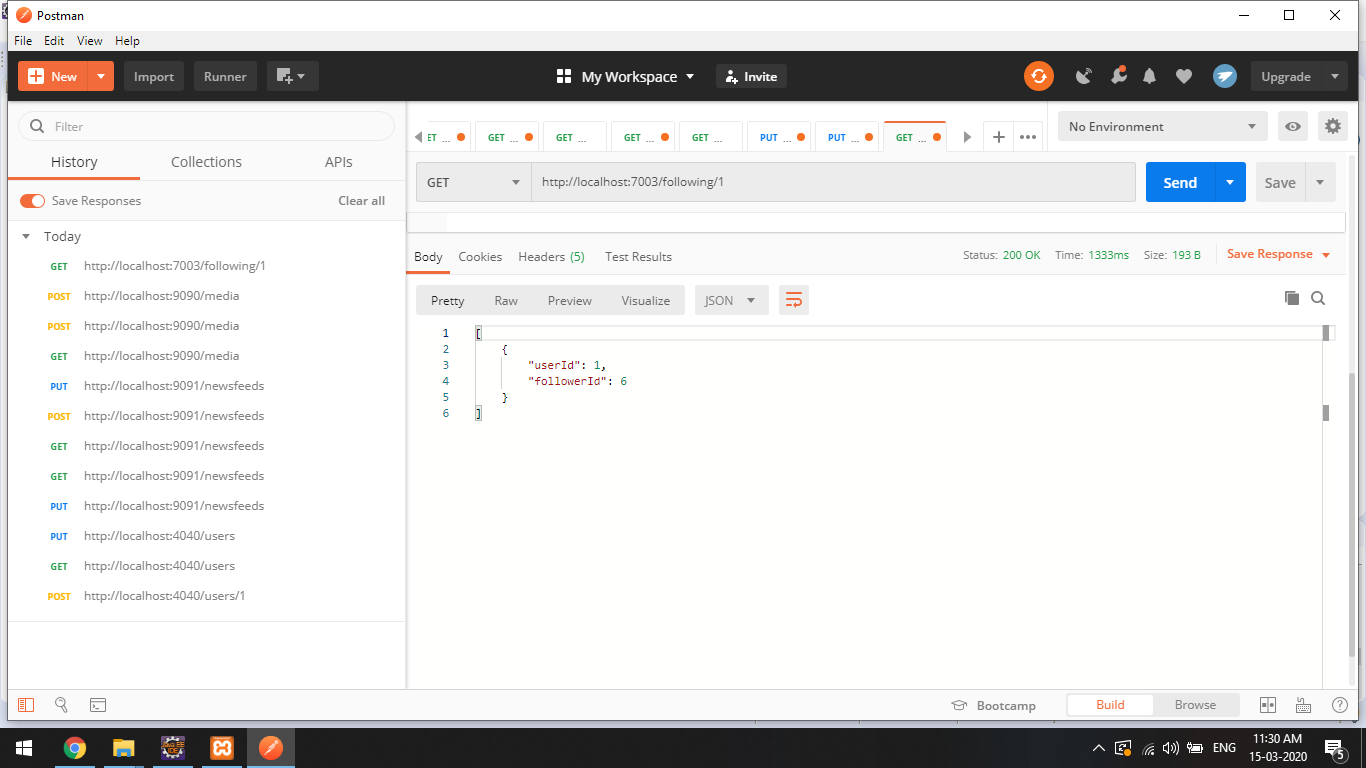 Postman
File Edit View Help
New Import Runner My Workspace Invite Upgrade
Filter
History Collections APIs
Save Responses Clear all
Today
GET http://localhost:7003/following/1
POST http://localhost:9090/media
POST http://localhost:9090/media
GET http://localhost:9090/media
PUT http://localhost:9091/newsfeeds
POST http://localhost:9091/newsfeeds
GET http://localhost:9091/newsfeeds
GET http://localhost:9091/newsfeeds
PUT http://localhost:9091/newsfeeds
PUT http://localhost:4040/users
GET http://localhost:4040/users
POST http://localhost:4040/users/1
ET ... GET ... GET ... GET ... GET ... PUT ... PUT ... GET ... No Environment
GET http://localhost:7003/following/1 Send Save
Body Cookies Headers (5) Test Results Status: 200 OK Time: 1333ms Size: 193 B Save Response
Pretty Raw Preview Visualize JSON
1 [
2 {
3 "userId": 1,
4 "followerId": 6
5 }
6 ]
Bootcamp Build Browse
JAVA EE
IDE
ENG
11:30 AM
15-03-2020
5